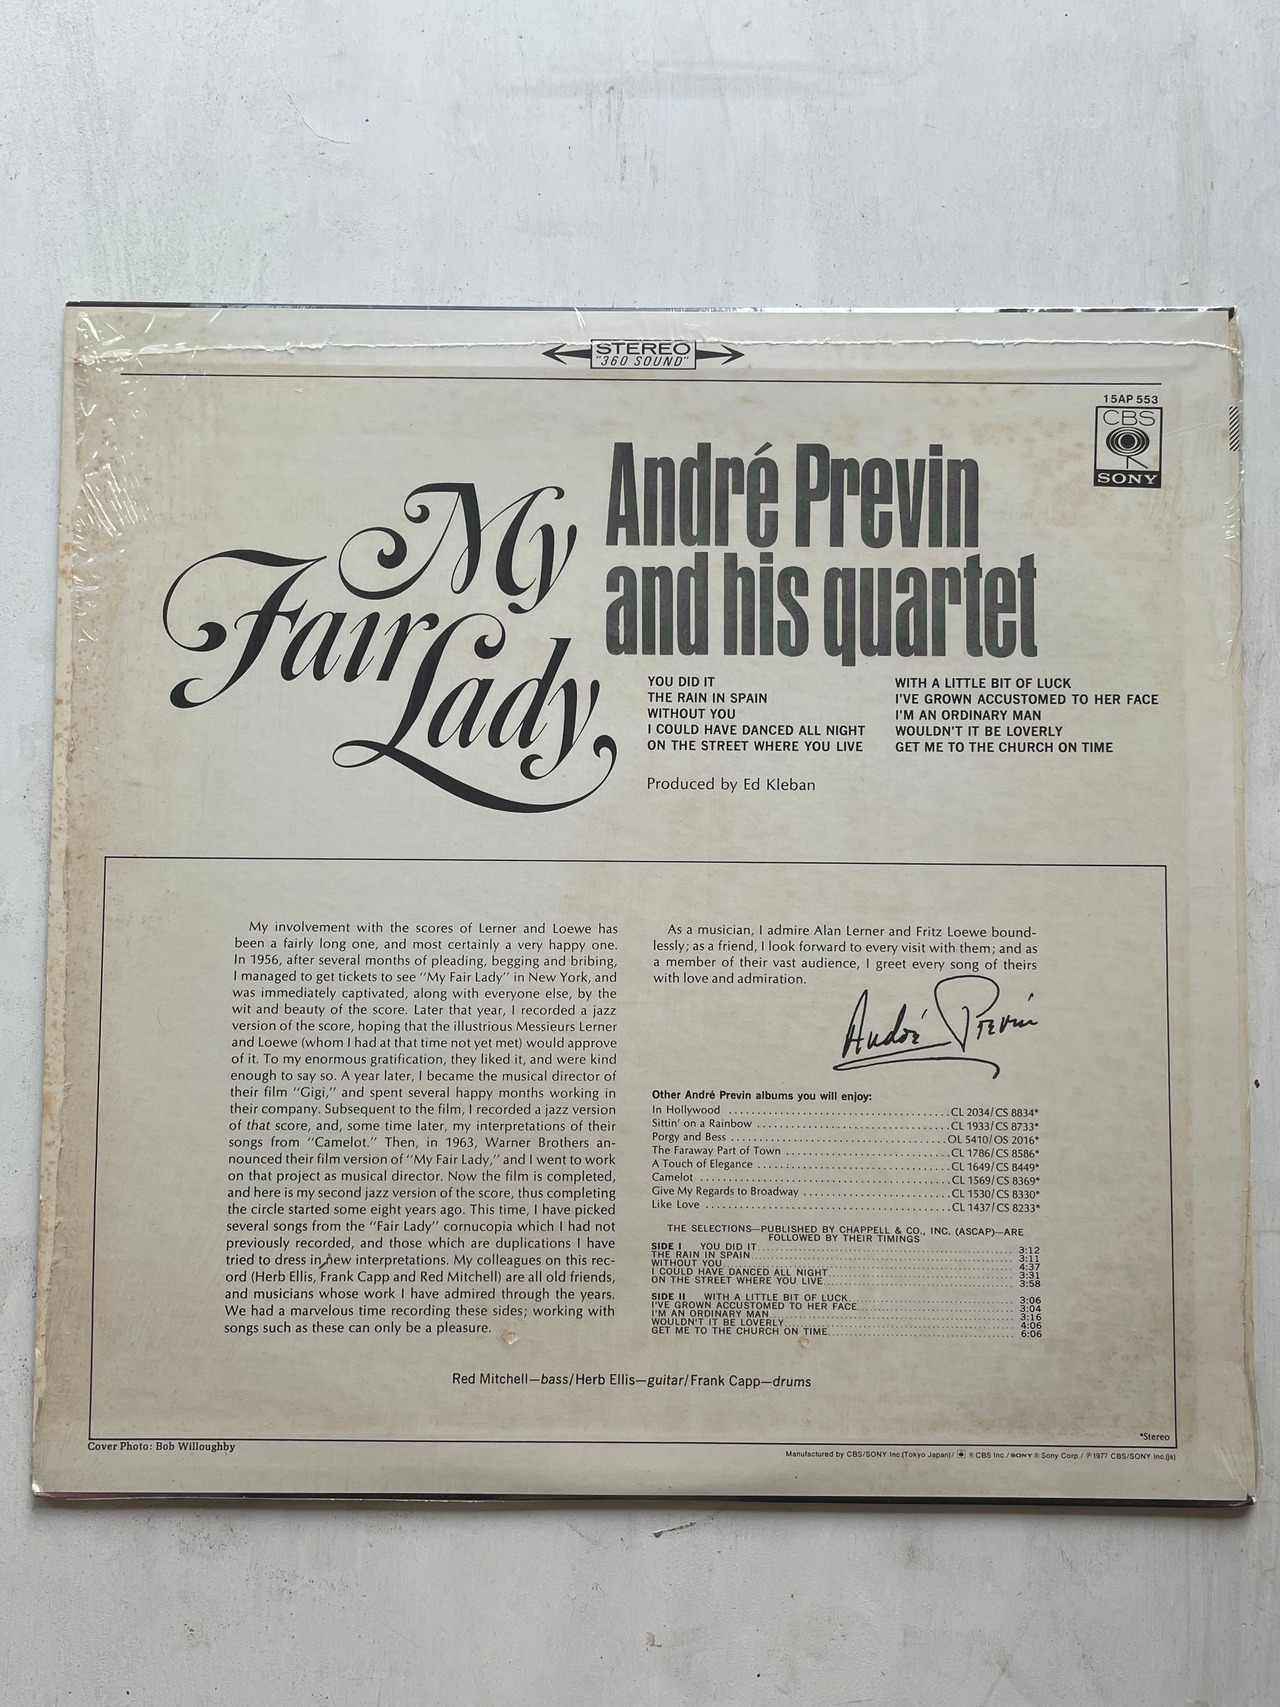 STEREO
"360 SOUND"
15AP 553
CBS
SONY
My
Fair
Lady
André Previn
and his quartet
YOU DID IT
THE RAIN IN SPAIN
WITHOUT YOU
I COULD HAVE DANCED ALL NIGHT
ON THE STREET WHERE YOU LIVE
WITH A LITTLE BIT OF LUCK
I'VE GROWN ACCUSTOMED TO HER FACE
I'M AN ORDINARY MAN
WOULDN'T IT BE LOVERLY
GET ME TO THE CHURCH ON TIME
Produced by Ed Kleban
My involvement with the scores of Lerner and Loewe has
been a fairly long one, and most certainly a very happy one.
In 1956, after several months of pleading, begging and bribing,
I managed to get tickets to see "My Fair Lady" in New York, and
was immediately captivated, along with everyone else, by the
wit and beauty of the score. Later that year, I recorded a jazz
version of the score, hoping that the illustrious Messieurs Lerner
and Loewe (whom I had at that time not yet met) would approve
of it. To my enormous gratification, they liked it, and were kind
enough to say so. A year later, I became the musical director of
their film "Gigi," and spent several happy months working in
their company. Subsequent to the film, I recorded a jazz version
of that score, and, some time later, my interpretations of their
songs from "Camelot." Then, in 1963, Warner Brothers an-
nounced their film version of "My Fair Lady," and I went to work
on that project as musical director. Now the film is completed,
and here is my second jazz version of the score, thus completing
the circle started some eight years ago. This time, I have picked
several songs from the "Fair Lady" cornucopia which I had not
previously recorded, and those which are duplications I have
tried to dress in new interpretations. My colleagues on this rec-
ord (Herb Ellis, Frank Capp and Red Mitchell) are all old friends,
and musicians whose work I have admired through the years.
We had a marvelous time recording these sides; working with
songs such as these can only be a pleasure.
As a musician, I admire Alan Lerner and Fritz Loewe bound-
lessly; as a friend, I look forward to every visit with them; and as
a member of their vast audience, I greet every song of theirs
with love and admiration.
André Previn
Other André Previn albums you will enjoy:
In Hollywood ........ CL 2034/CS 8834*
Sittin' on a Rainbow ........ CL 1933/CS 8733*
Porgy and Bess ........ OL 5410/OS 2016*
The Faraway Part of Town ........ CL 1786/CS 8586*
A Touch of Elegance ........ CL 1649/CS 8449*
Camelot ........ CL 1569/CS 8369*
Give My Regards to Broadway ........ CL 1530/CS 8330*
Like Love ........ CL 1437/CS 8233*
THE SELECTIONS—PUBLISHED BY CHAPPELL & CO., INC. (ASCAP)—ARE
FOLLOWED BY THEIR TIMINGS
SIDE I YOU DID IT ........ 3:12
THE RAIN IN SPAIN ........ 3:11
WITHOUT YOU ........ 4:37
I COULD HAVE DANCED ALL NIGHT ........ 3:31
ON THE STREET WHERE YOU LIVE ........ 3:58
SIDE II WITH A LITTLE BIT OF LUCK ........ 3:06
I'VE GROWN ACCUSTOMED TO HER FACE ........ 3:04
I'M AN ORDINARY MAN ........ 3:16
WOULDN'T IT BE LOVERLY ........ 4:06
GET ME TO THE CHURCH ON TIME ........ 6:06
Red Mitchell—bass/Herb Ellis—guitar/Frank Capp—drums
*Stereo
Cover Photo: Bob Willoughby
Manufactured by CBS/SONY Inc.(Tokyo Japan)/ ® CBS Inc./SONY ® Sony Corp./ ℗ 1977 CBS/SONY Inc.(js)